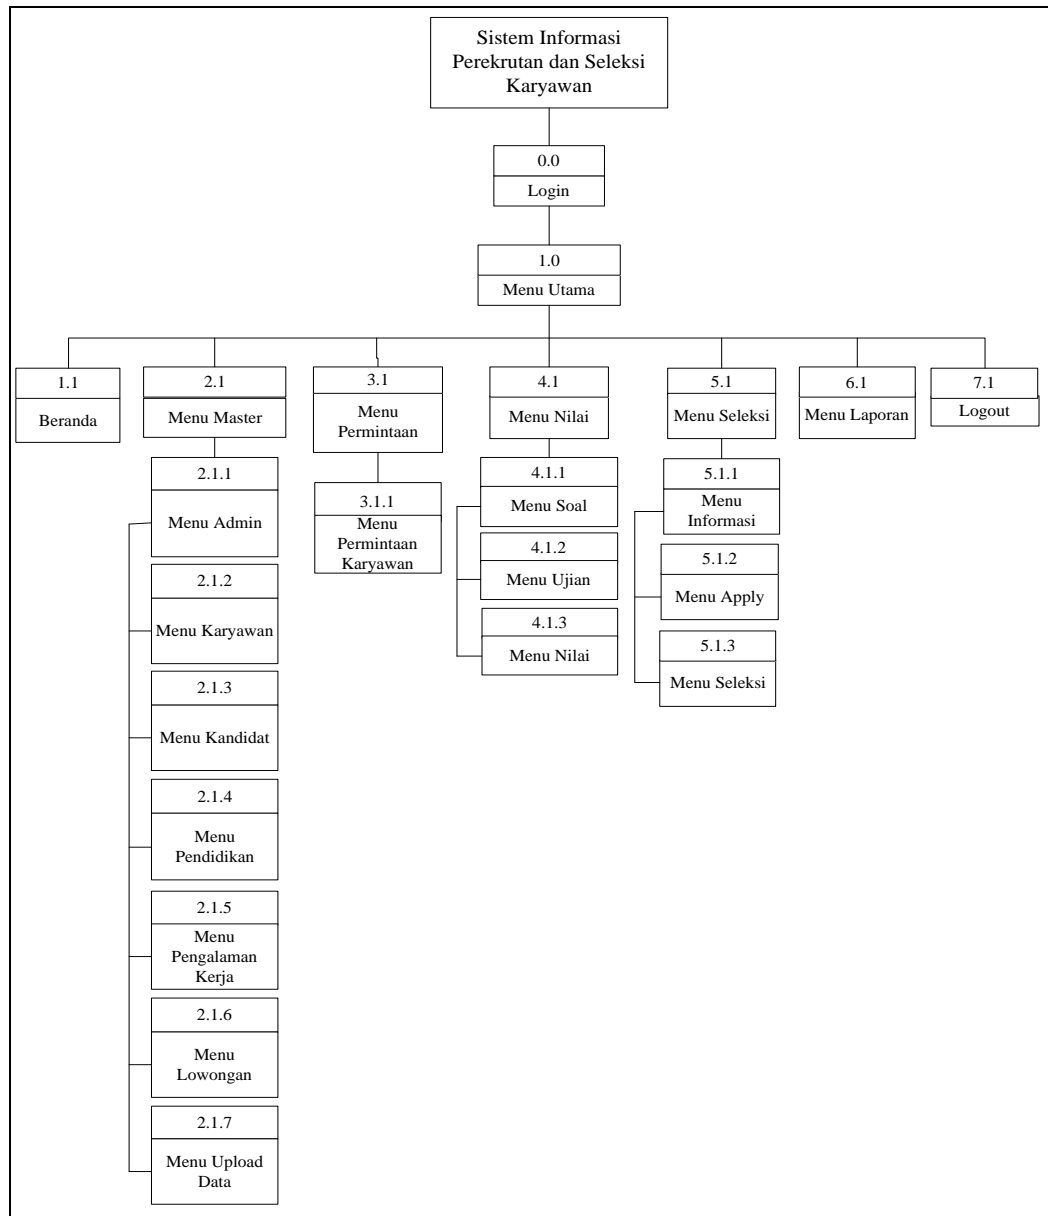 Sistem Informasi
Perekrutan dan Seleksi
Karyawan
0.0
Login
1.0
Menu Utama
1.1
Beranda
2.1
Menu Master
3.1
Menu
Permintaan
4.1
Menu Nilai
5.1
Menu Seleksi
6.1
Menu Laporan
7.1
Logout
2.1.1
Menu Admin
2.1.2
Menu Karyawan
2.1.3
Menu Kandidat
2.1.4
Menu
Pendidikan
2.1.5
Menu
Pengalaman
Kerja
2.1.6
Menu
Lowongan
2.1.7
Menu Upload
Data
3.1.1
Menu
Permintaan
Karyawan
4.1.1
Menu Soal
4.1.2
Menu Ujian
4.1.3
Menu Nilai
5.1.1
Menu
Informasi
5.1.2
Menu Apply
5.1.3
Menu Seleksi